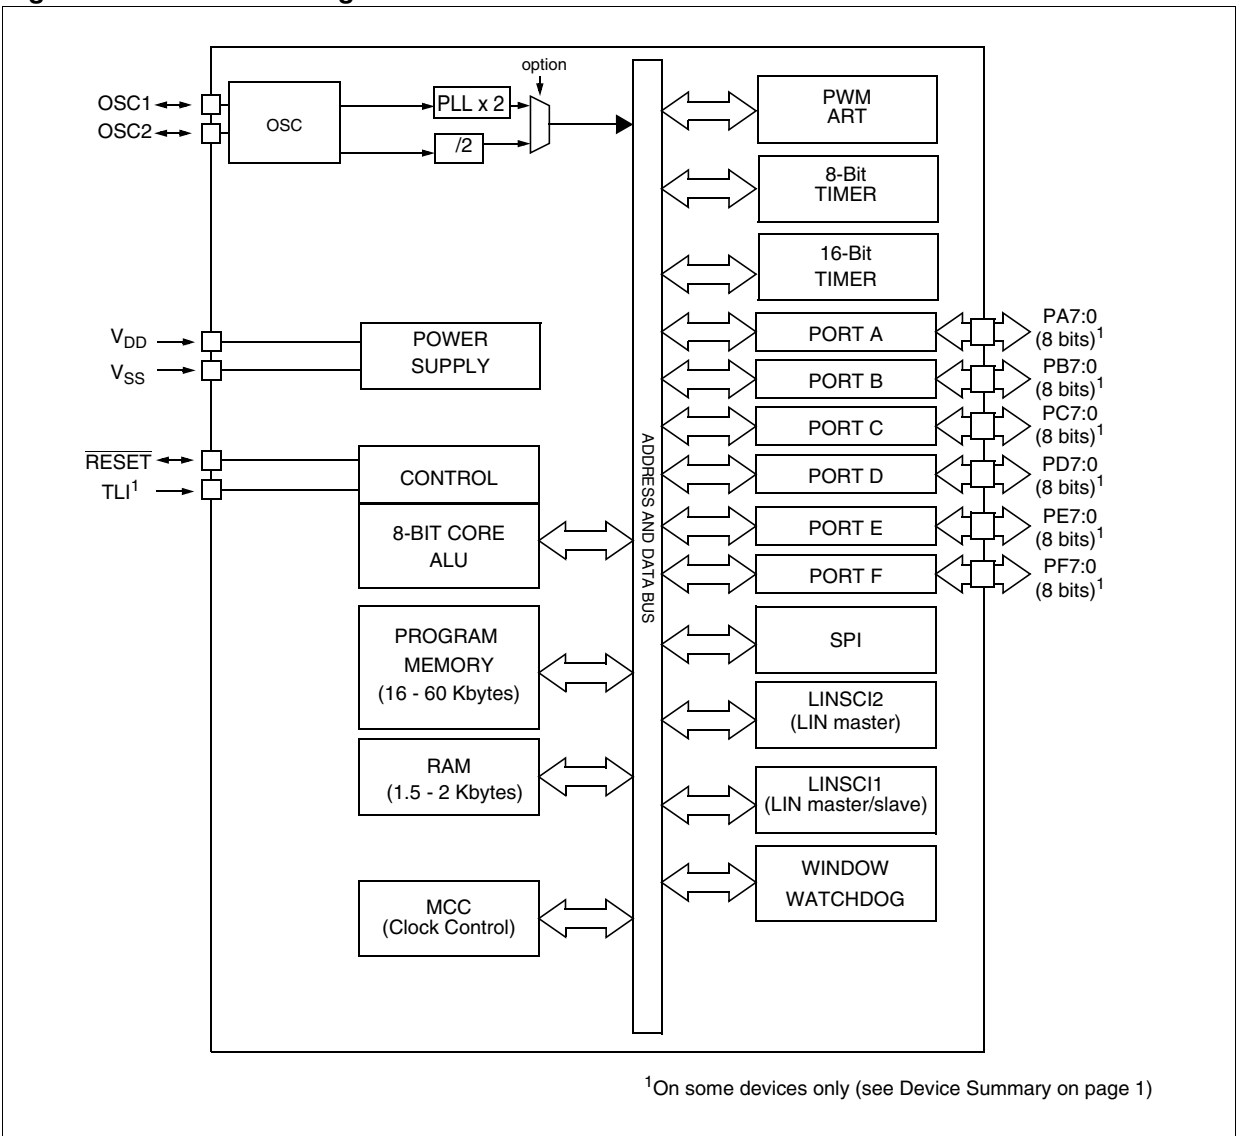 option
OSC1
OSC2
OSC
PLL x 2
/2
PWM
ART
8-Bit
TIMER
16-Bit
TIMER
VDD
VSS
POWER
SUPPLY
PORT A
PA7:0
(8 bits)1
PORT B
PB7:0
(8 bits)1
PORT C
PC7:0
(8 bits)1
PORT D
PD7:0
(8 bits)1
PORT E
PE7:0
(8 bits)1
PORT F
PF7:0
(8 bits)1
RESET
TLI1
CONTROL
8-BIT CORE
ALU
ADDRESS AND DATA BUS
PROGRAM
MEMORY
(16 - 60 Kbytes)
RAM
(1.5 - 2 Kbytes)
MCC
(Clock Control)
SPI
LINSCI2
(LIN master)
LINSCI1
(LIN master/slave)
WINDOW
WATCHDOG
1On some devices only (see Device Summary on page 1)